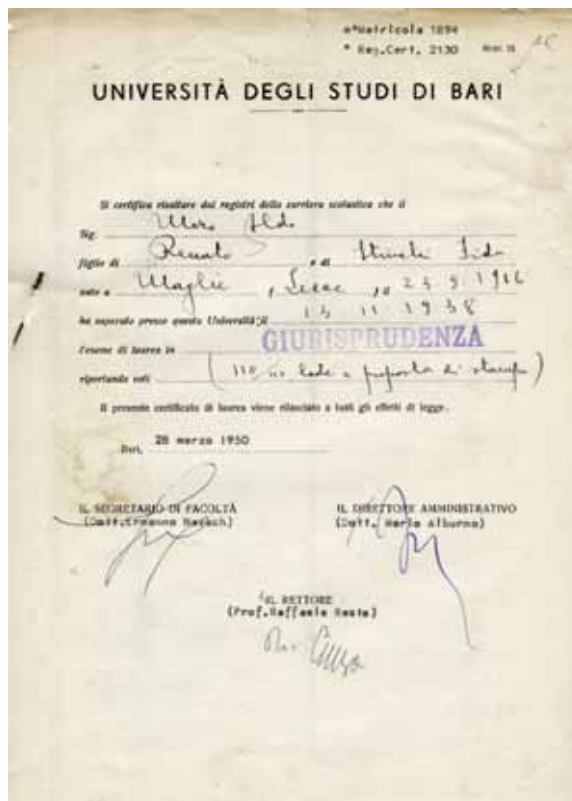 n°Matricola 1894
" Reg.Cert. 2130
UNIVERSITÀ DEGLI STUDI DI BARI
Si certifica risultare dai registri della carriera scolastica che il
Sig. Moro Aldo
figlio di Renato e di Stinchi Fida
nato a Maglie , Lecce , il 23 9 1916
ha superato presso questa Università il 13 11 1938
l'esame di laurea in GIURISPRUDENZA
riportando voti (110/110 lode e proposta di stampa)
Il presente certificato di laurea viene rilasciato a tutti gli effetti di legge.
Bari, 28 marzo 1950
IL SEGRETARIO DI FACOLTÀ
IL DIRETTORE AMMINISTRATIVO
(Dott.Ermanno
(Dott. Mario Alburno)
IL RETTORE
(Prof.Raffaele Resta)